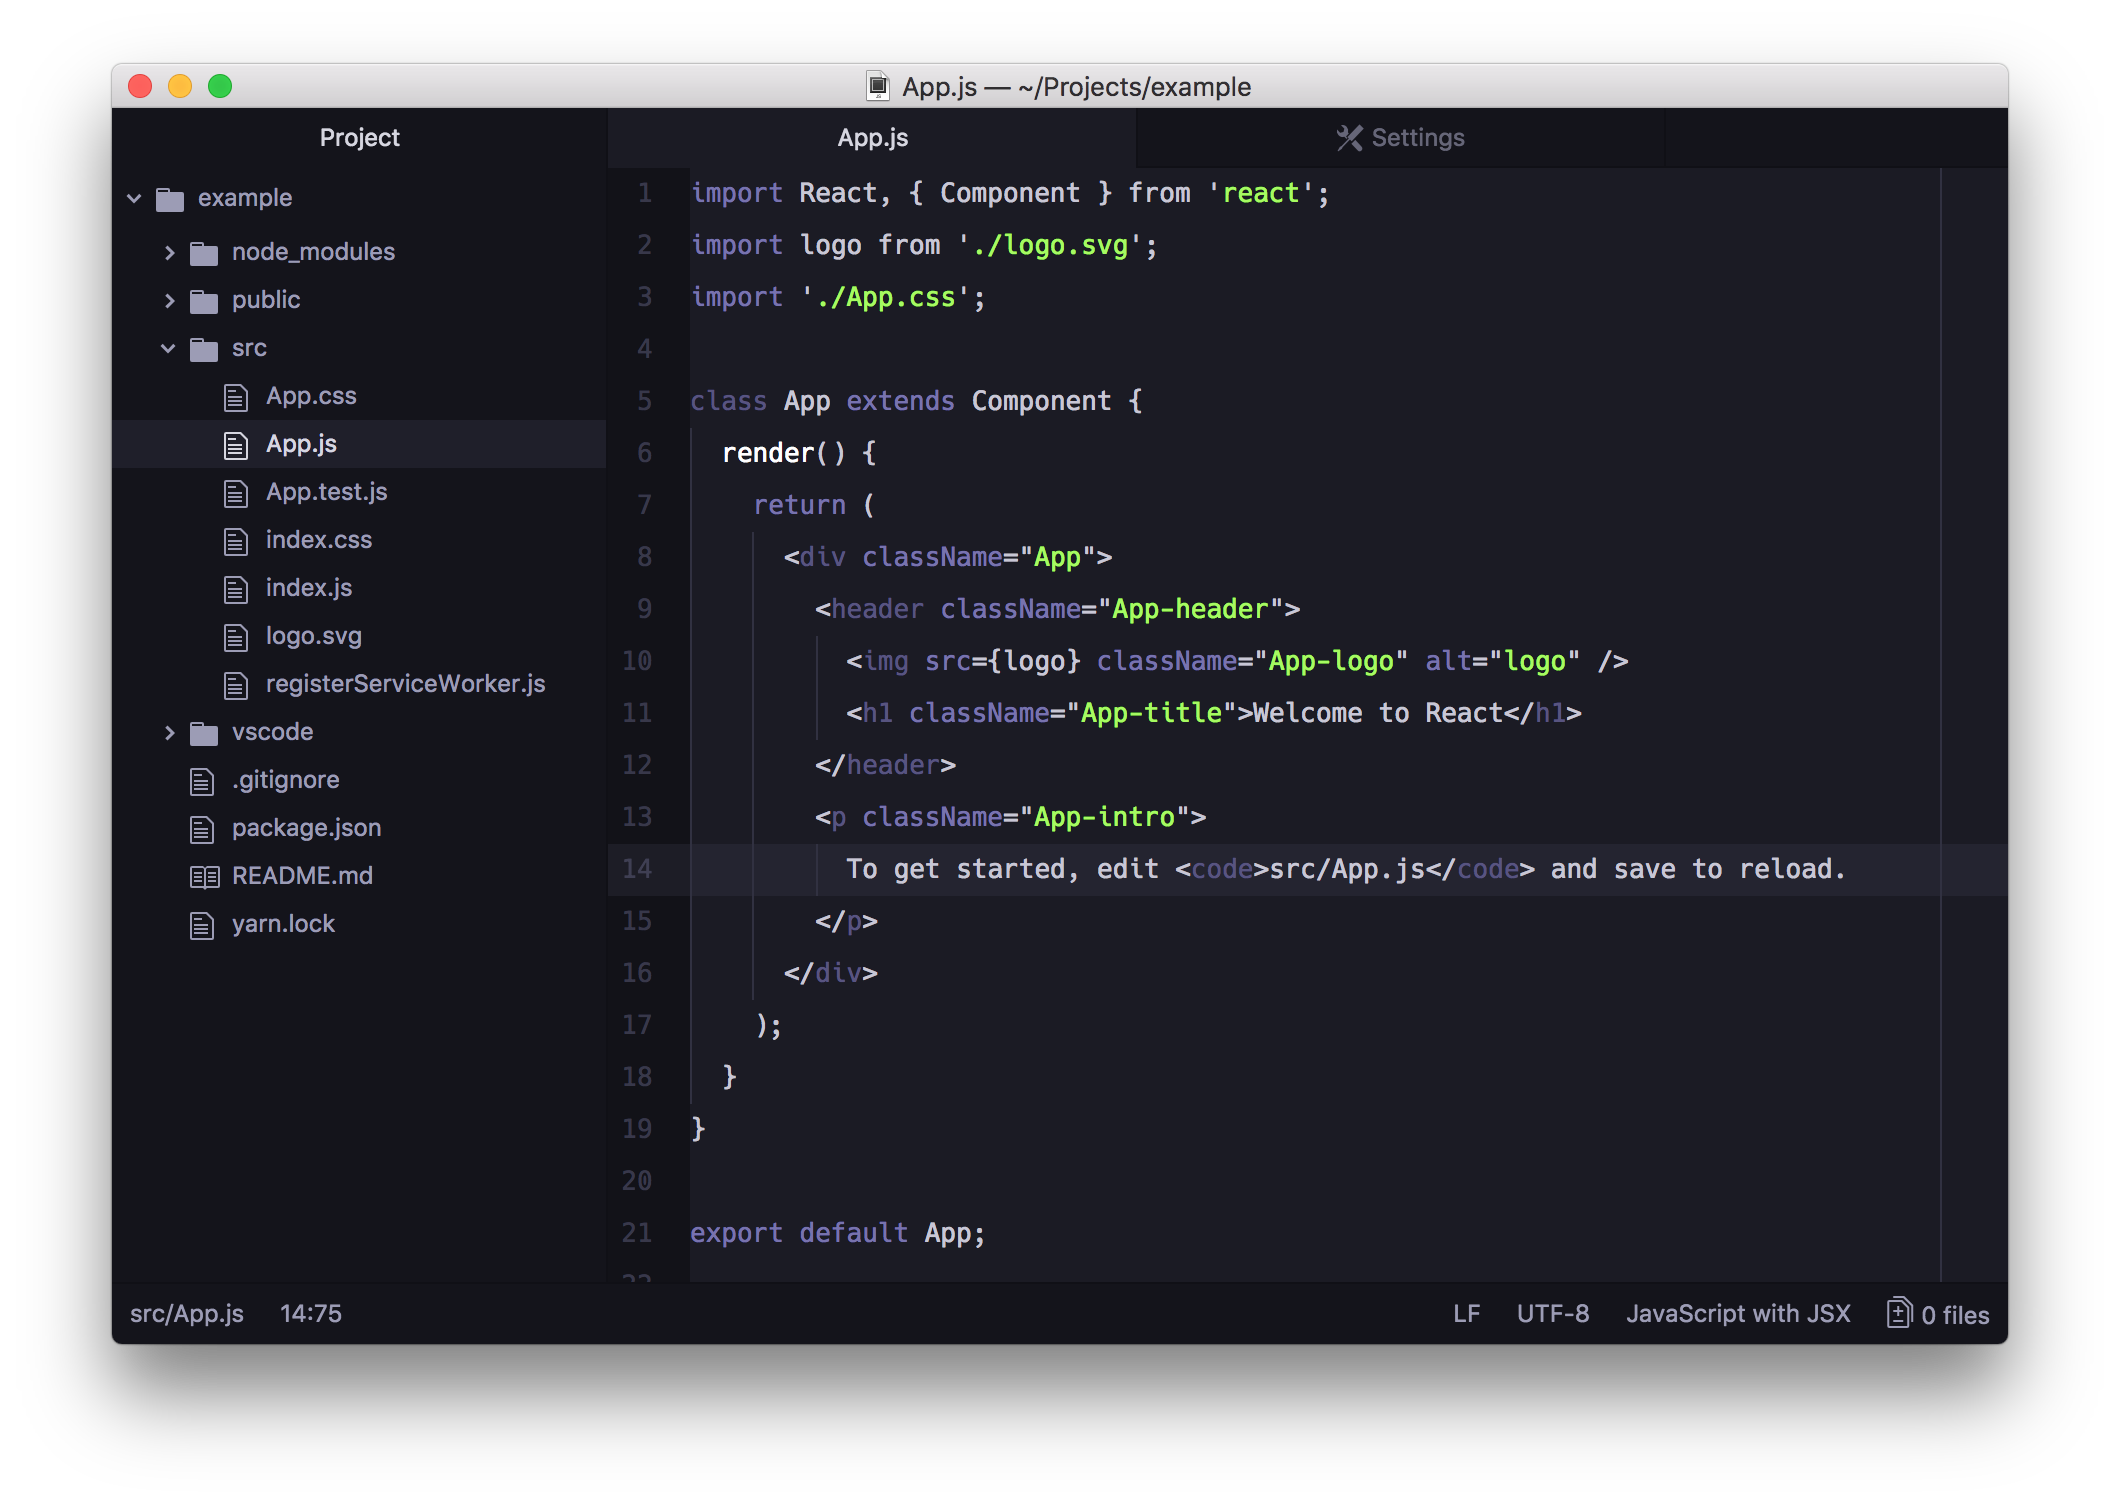 App.js — ~/Projects/example
Project
example
node_modules
public
src
App.css
App.js
App.test.js
index.css
index.js
logo.svg
registerServiceWorker.js
vscode
.gitignore
package.json
README.md
yarn.lock
App.js
Settings
1 import React, { Component } from 'react';
2 import logo from './logo.svg';
3 import './App.css';
4
5 class App extends Component {
6   render() {
7     return (
8       <div className="App">
9         <header className="App-header">
10           <img src={logo} className="App-logo" alt="logo" />
11           <h1 className="App-title">Welcome to React</h1>
12         </header>
13         <p className="App-intro">
14           To get started, edit <code>src/App.js</code> and save to reload.
15         </p>
16       </div>
17     );
18   }
19 }
20
21 export default App;
22
src/App.js 14:75
LF UTF-8 JavaScript with JSX 0 files